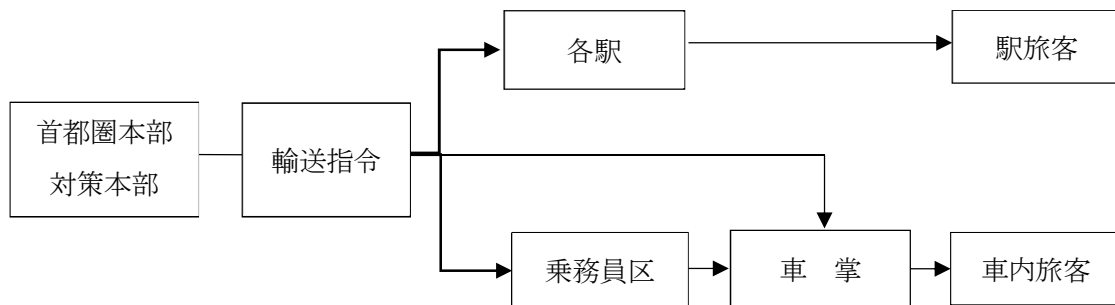 各駅
駅旅客
首都圏本部
対策本部
輸送指令
乗務員区
車　掌
車内旅客